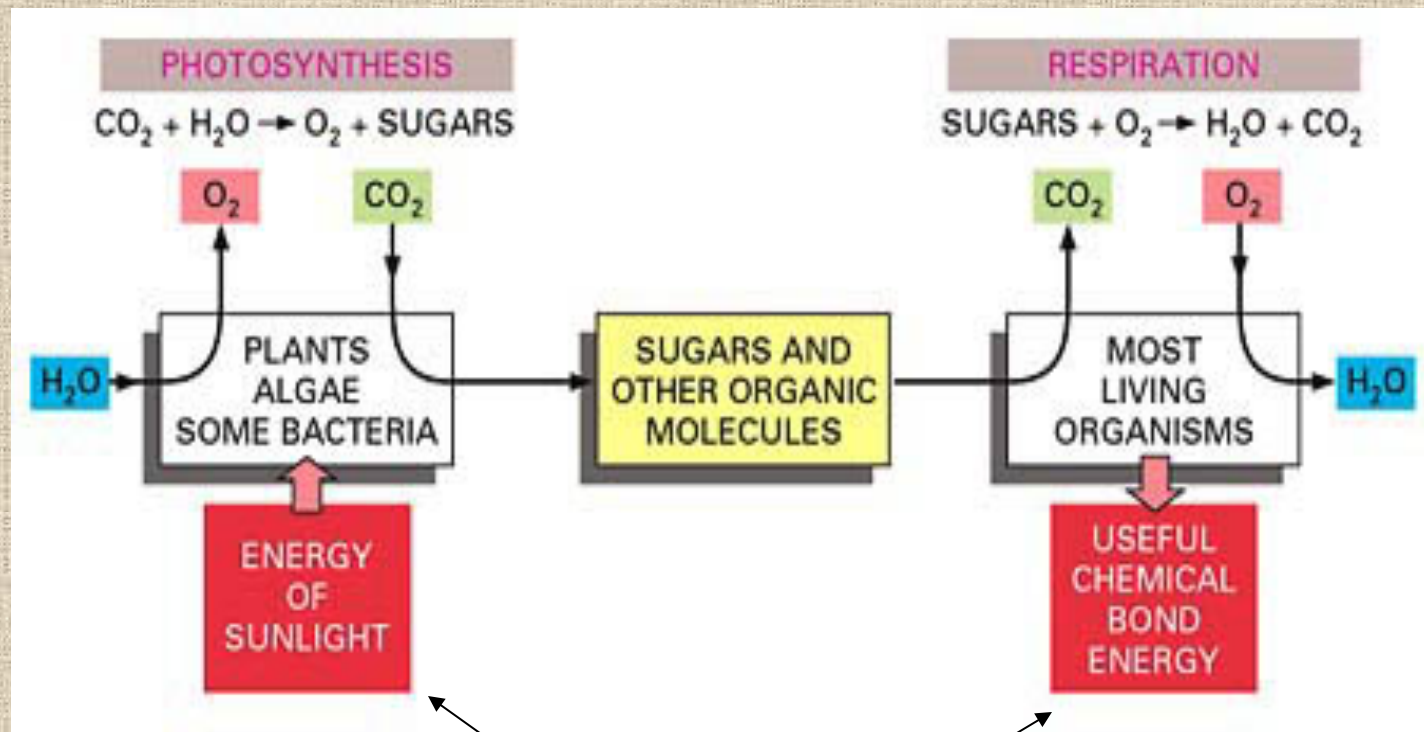 PHOTOSYNTHESIS
CO₂ + H₂O → O₂ + SUGARS
O₂
CO₂
H₂O
PLANTS
ALGAE
SOME BACTERIA
ENERGY
OF
SUNLIGHT
SUGARS AND
OTHER ORGANIC
MOLECULES
RESPIRATION
SUGARS + O₂ → H₂O + CO₂
CO₂
O₂
MOST
LIVING
ORGANISMS
H₂O
USEFUL
CHEMICAL
BOND
ENERGY